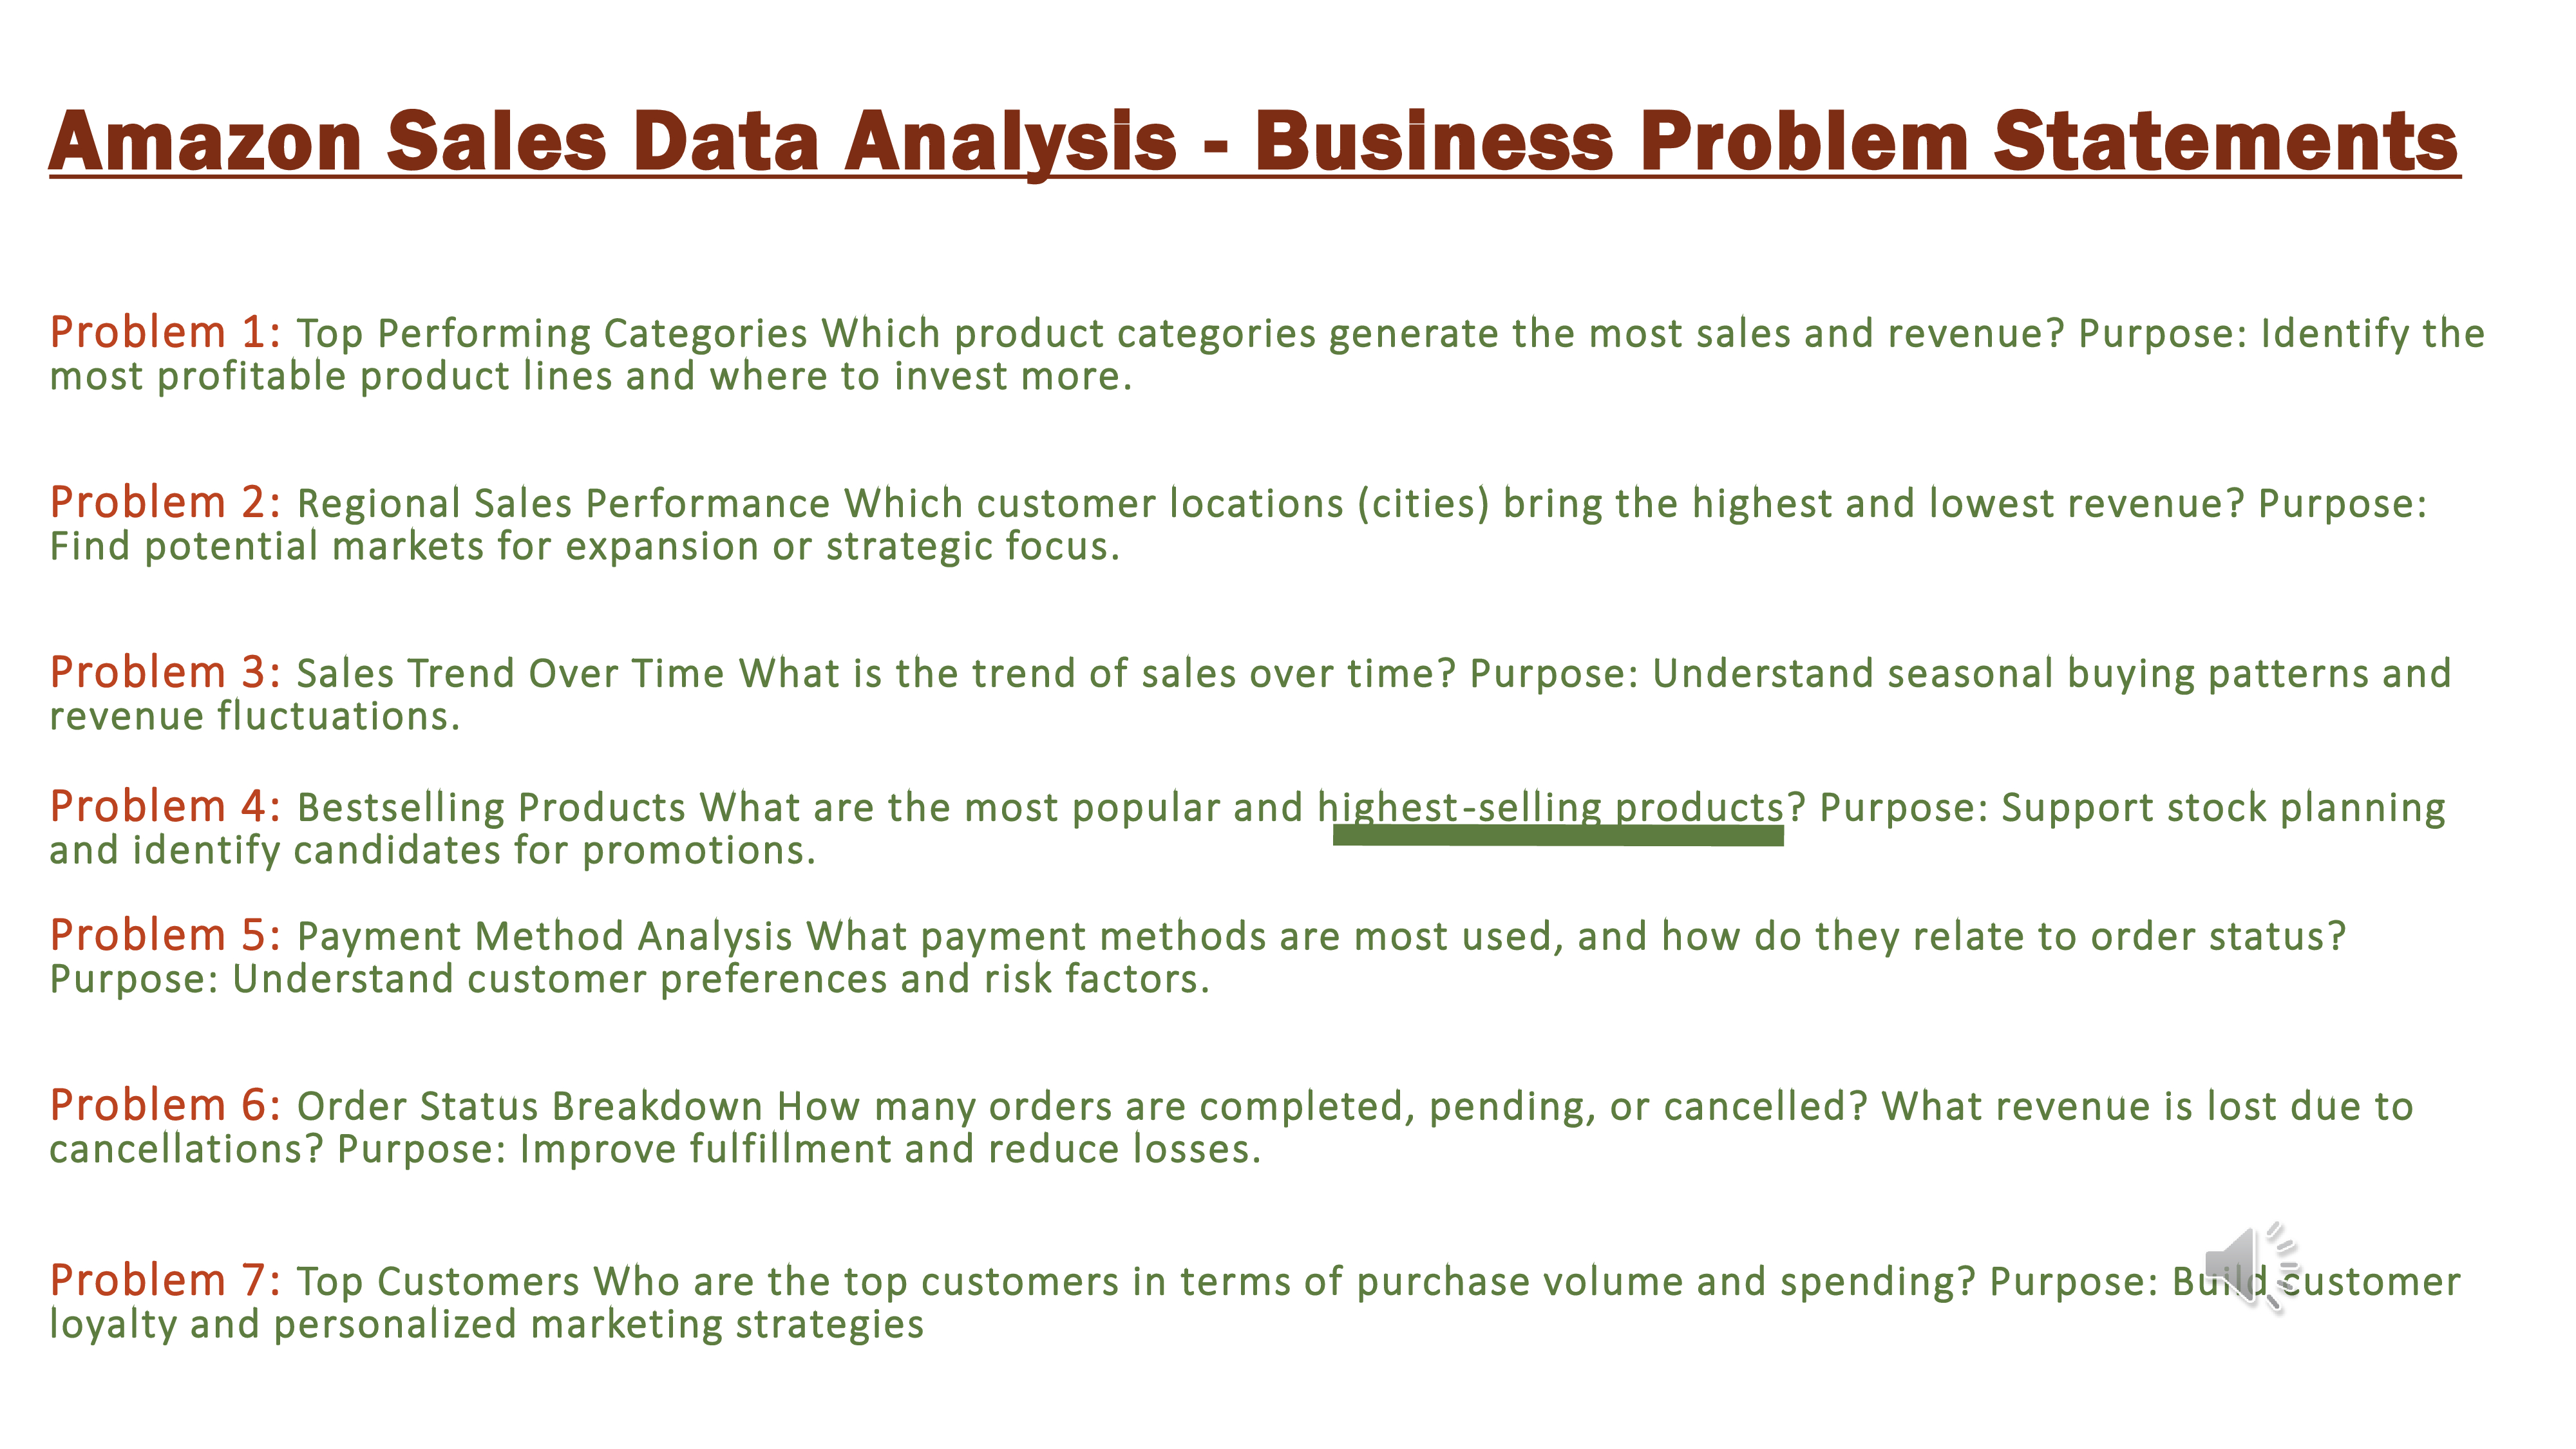 Amazon Sales Data Analysis - Business Problem Statements
Problem 1: Top Performing Categories Which product categories generate the most sales and revenue? Purpose: Identify the
most profitable product lines and where to invest more.
Problem 2: Regional Sales Performance Which customer locations (cities) bring the highest and lowest revenue? Purpose:
Find potential markets for expansion or strategic focus.
Problem 3: Sales Trend Over Time What is the trend of sales over time? Purpose: Understand seasonal buying patterns and
revenue fluctuations.
Problem 4: Bestselling Products What are the most popular and highest-selling products? Purpose: Support stock planning
and identify candidates for promotions.
Problem 5: Payment Method Analysis What payment methods are most used, and how do they relate to order status?
Purpose: Understand customer preferences and risk factors.
Problem 6: Order Status Breakdown How many orders are completed, pending, or cancelled? What revenue is lost due to
cancellations? Purpose: Improve fulfillment and reduce losses.
Problem 7: Top Customers Who are the top customers in terms of purchase volume and spending? Purpose: Build customer
loyalty and personalized marketing strategies